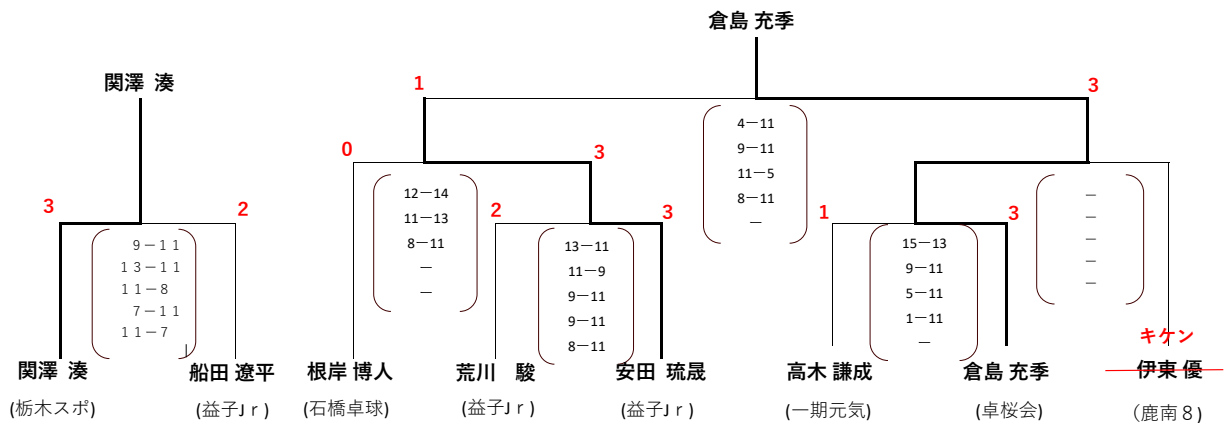 倉島 充季
関澤 湊
1
3
4－11
9－11
11－5
8－11
－
0
3
12－14
11－13
8－11
－
－
－
－
－
－
－
3
2
9－11
13－11
11－8
7－11
11－7
2
3
13－11
11－9
9－11
9－11
8－11
1
3
15－13
9－11
5－11
1－11
－
キケン
関澤 湊
船田 遼平
根岸 博人
荒川　駿
安田 琉晟
高木 謙成
倉島 充季
伊東 優
(栃木スポ)
(益子Jｒ)
(石橋卓球)
(益子Jｒ)
(益子Jｒ)
(一期元気)
(卓桜会)
（鹿南８)